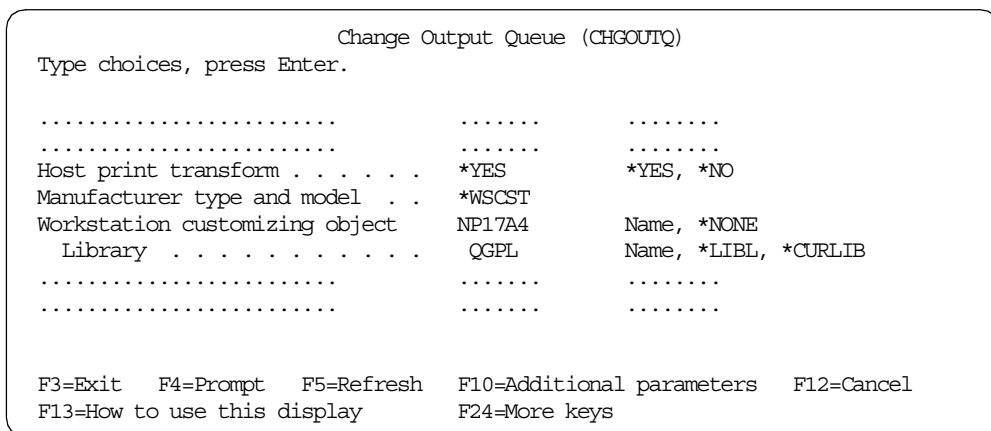 Change Output Queue (CHGOUTQ)
Type choices, press Enter.
......................... ....... ........
......................... ....... ........
Host print transform . . . . . . *YES *YES, *NO
Manufacturer type and model . . *WSCST
Workstation customizing object NP17A4 Name, *NONE
Library . . . . . . . . . . . QGPL Name, *LIBL, *CURLIB
......................... ....... ........
......................... ....... ........
F3=Exit F4=Prompt F5=Refresh F10=Additional parameters F12=Cancel
F13=How to use this display F24=More keys